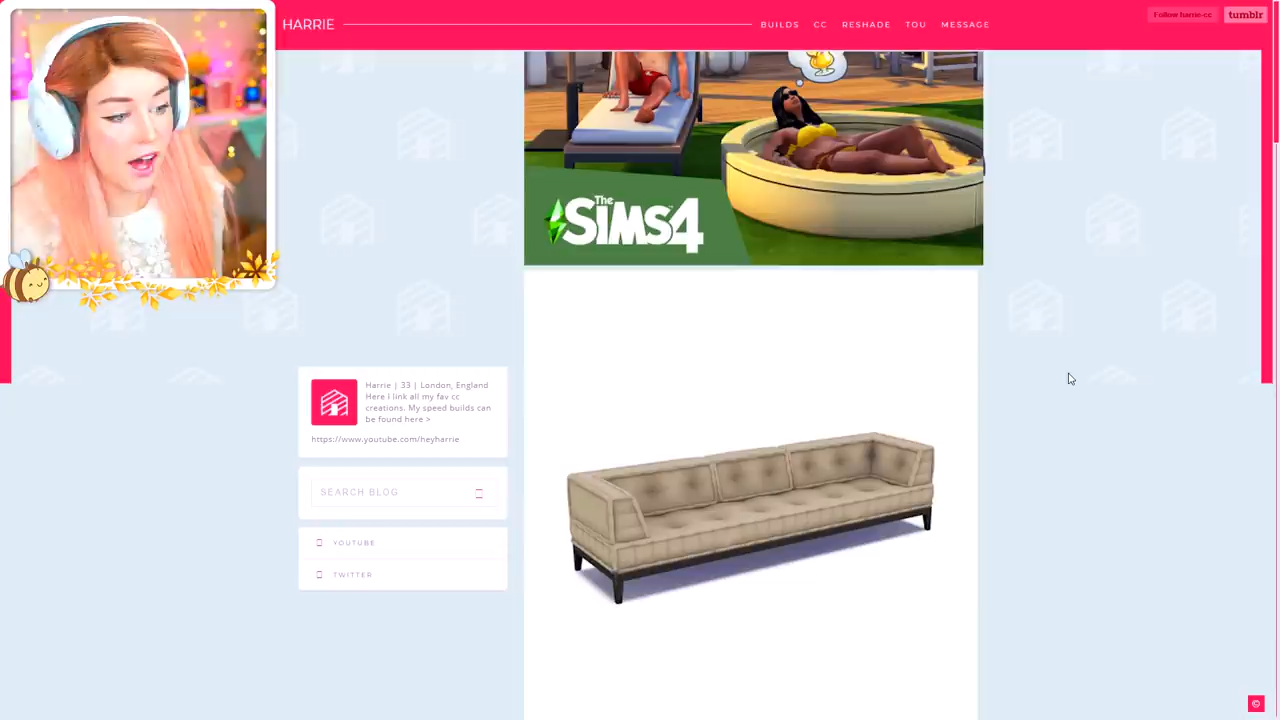 HARRIE
BUILDS CC RESHADE TOU MESSAGE
Follow harrie-cc
tumblr
The
SIMS 4
Harrie | 33 | London, England
Here I link all my fav cc
creations. My speed builds can
be found here >
https://www.youtube.com/heyharrie
SEARCH BLOG
YOUTUBE
TWITTER
©